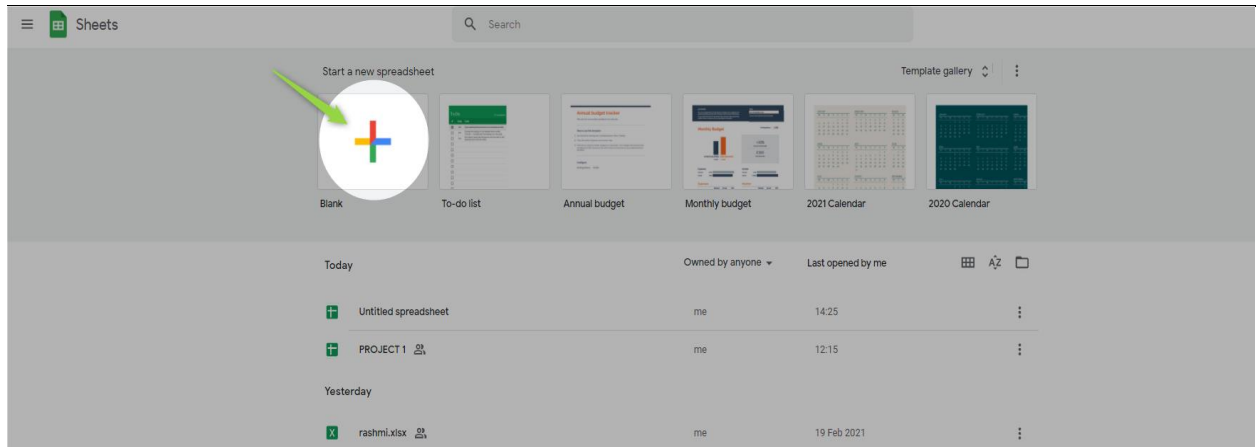 Sheets
Search
Start a new spreadsheet
Template gallery
Blank
To-do list
Annual budget
Monthly budget
2021 Calendar
2020 Calendar
Today
Owned by anyone
Last opened by me
Untitled spreadsheet
me
14:25
PROJECT 1
me
12:15
Yesterday
rashmi.xlsx
me
19 Feb 2021